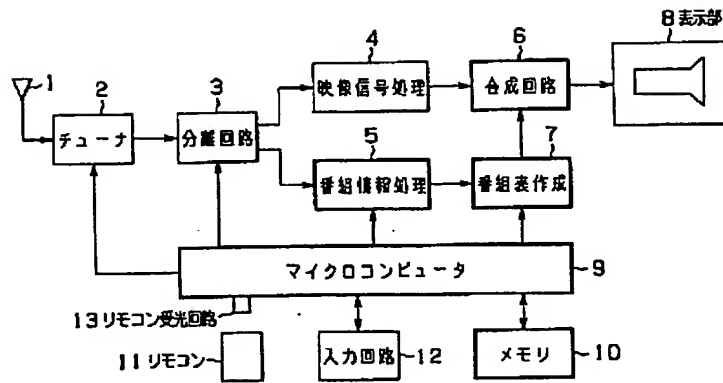 1
2
チューナ
3
分離回路
4
映像信号処理
5
番組情報処理
6
合成回路
7
番組表作成
8 表示部
マイクロコンピュータ
9
13 リモコン受光回路
11 リモコン
入力回路
12
メモリ
10